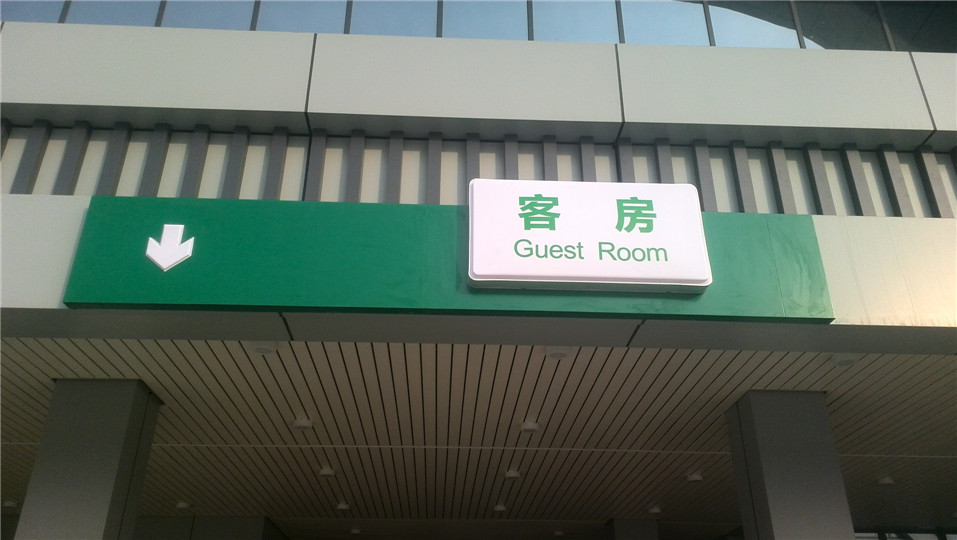 客房
Guest Room